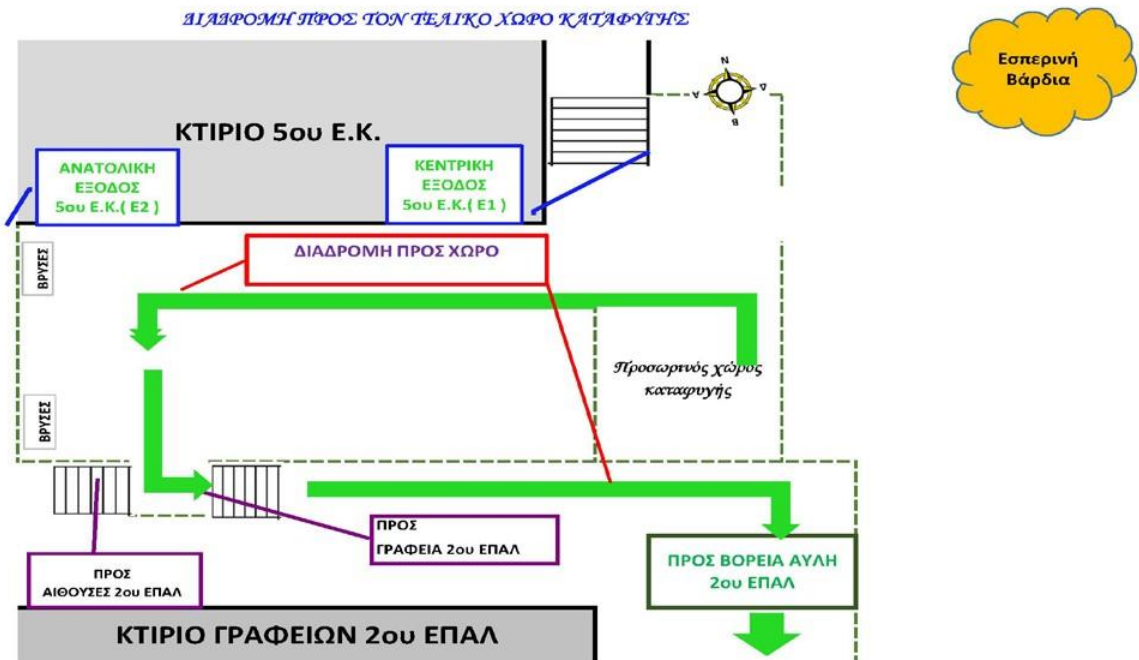 ΔΙΑΔΡΟΜΗ ΠΡΟΣ ΤΟΝ ΤΕΛΙΚΟ ΧΩΡΟ ΚΑΤΑΦΥΓΗΣ
Εσπερινή
Βάρδια
Ν
Α
Δ
Β
ΚΤΙΡΙΟ 5ου Ε.Κ.
ΑΝΑΤΟΛΙΚΗ
ΕΞΟΔΟΣ
5ου Ε.Κ.( Ε2 )
ΚΕΝΤΡΙΚΗ
ΕΞΟΔΟΣ
5ου Ε.Κ.( Ε1 )
ΒΡΥΣΕΣ
ΔΙΑΔΡΟΜΗ ΠΡΟΣ ΧΩΡΟ
Προσωρινός χώρος
καταφυγής
ΒΡΥΣΕΣ
ΠΡΟΣ
ΓΡΑΦΕΙΑ 2ου ΕΠΑΛ
ΠΡΟΣ
ΑΙΘΟΥΣΕΣ 2ου ΕΠΑΛ
ΠΡΟΣ ΒΟΡΕΙΑ ΑΥΛΗ
2ου ΕΠΑΛ
ΚΤΙΡΙΟ ΓΡΑΦΕΙΩΝ 2ου ΕΠΑΛ